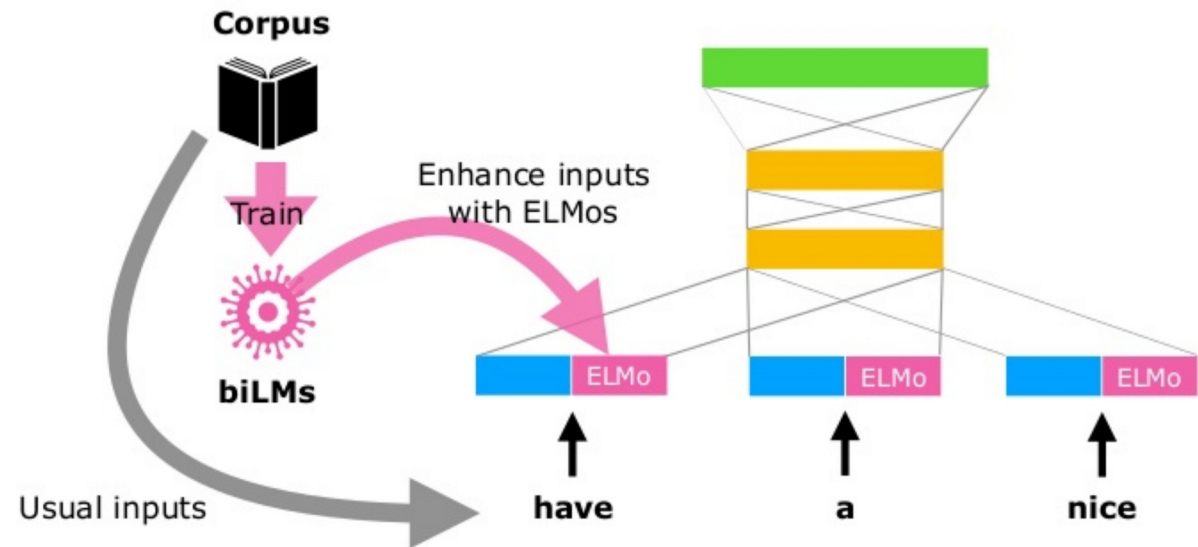 Corpus
Train
biLMs
Enhance inputs
with ELMos
ELMo
ELMo
ELMo
Usual inputs
have
a
nice